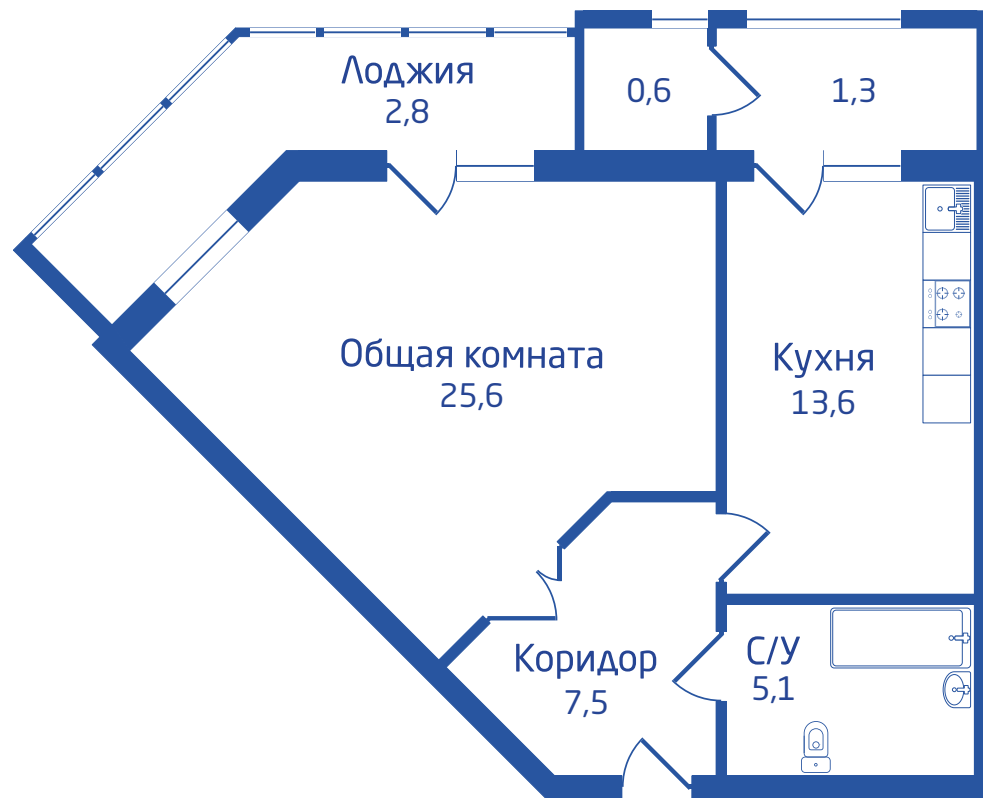 Лоджия
2,8
0,6
1,3
Общая комната
25,6
Кухня
13,6
Коридор
7,5
С/У
5,1